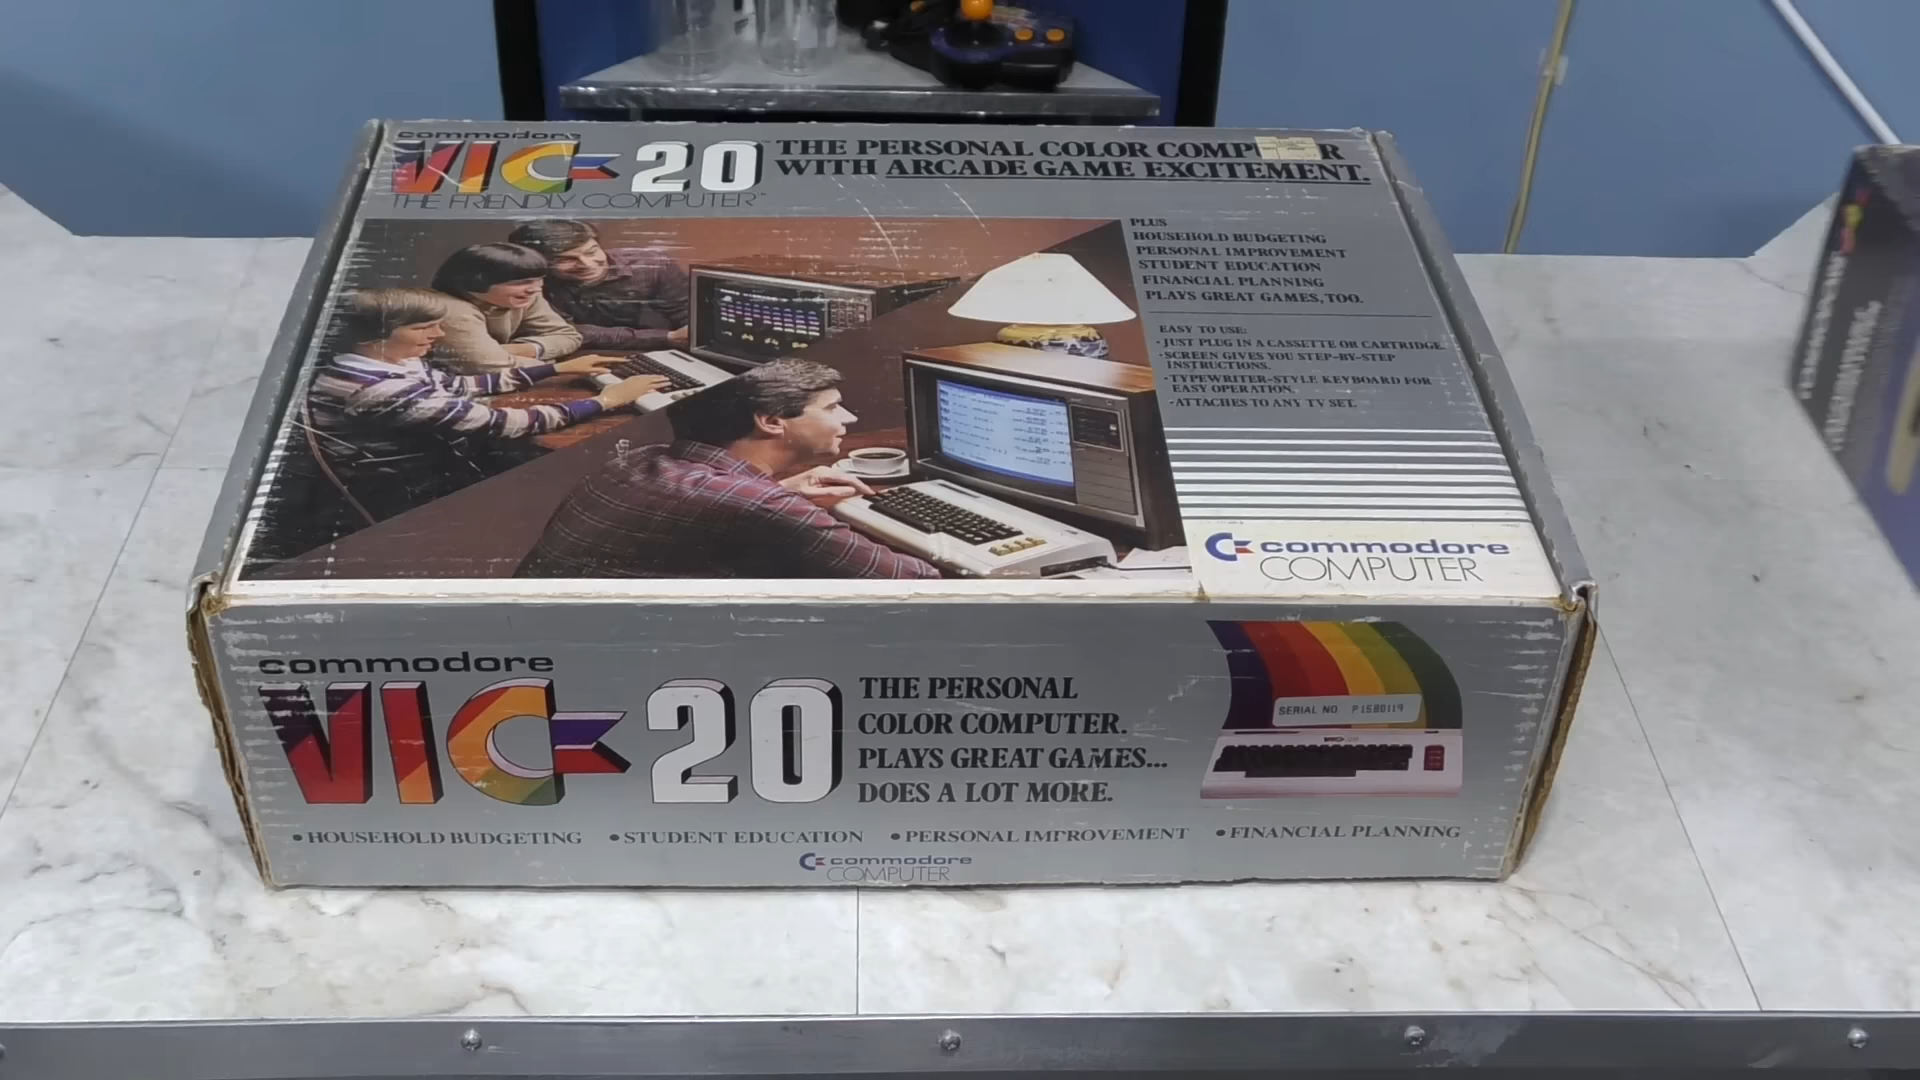 commodore
VIC-20
THE FRIENDLY COMPUTER
THE PERSONAL COLOR COMP R
WITH ARCADE GAME EXCITEMENT.
PLUS
HOUSEHOLD BUDGETING
PERSONAL IMPROVEMENT
STUDENT EDUCATION
FINANCIAL PLANNING
PLAYS GREAT GAMES, TOO.
EASY TO USE:
• JUST PLUG IN A CASSETTE OR CARTRIDGE.
• SCREEN GIVES YOU STEP-BY-STEP
INSTRUCTIONS.
• TYPEWRITER-STYLE KEYBOARD FOR
EASY OPERATION.
• ATTACHES TO ANY TV SET.
commodore
COMPUTER
commodore
VIC-20
THE PERSONAL
COLOR COMPUTER.
PLAYS GREAT GAMES...
DOES A LOT MORE.
SERIAL NO P1580119
• HOUSEHOLD BUDGETING • STUDENT EDUCATION • PERSONAL IMPROVEMENT • FINANCIAL PLANNING
commodore
COMPUTER